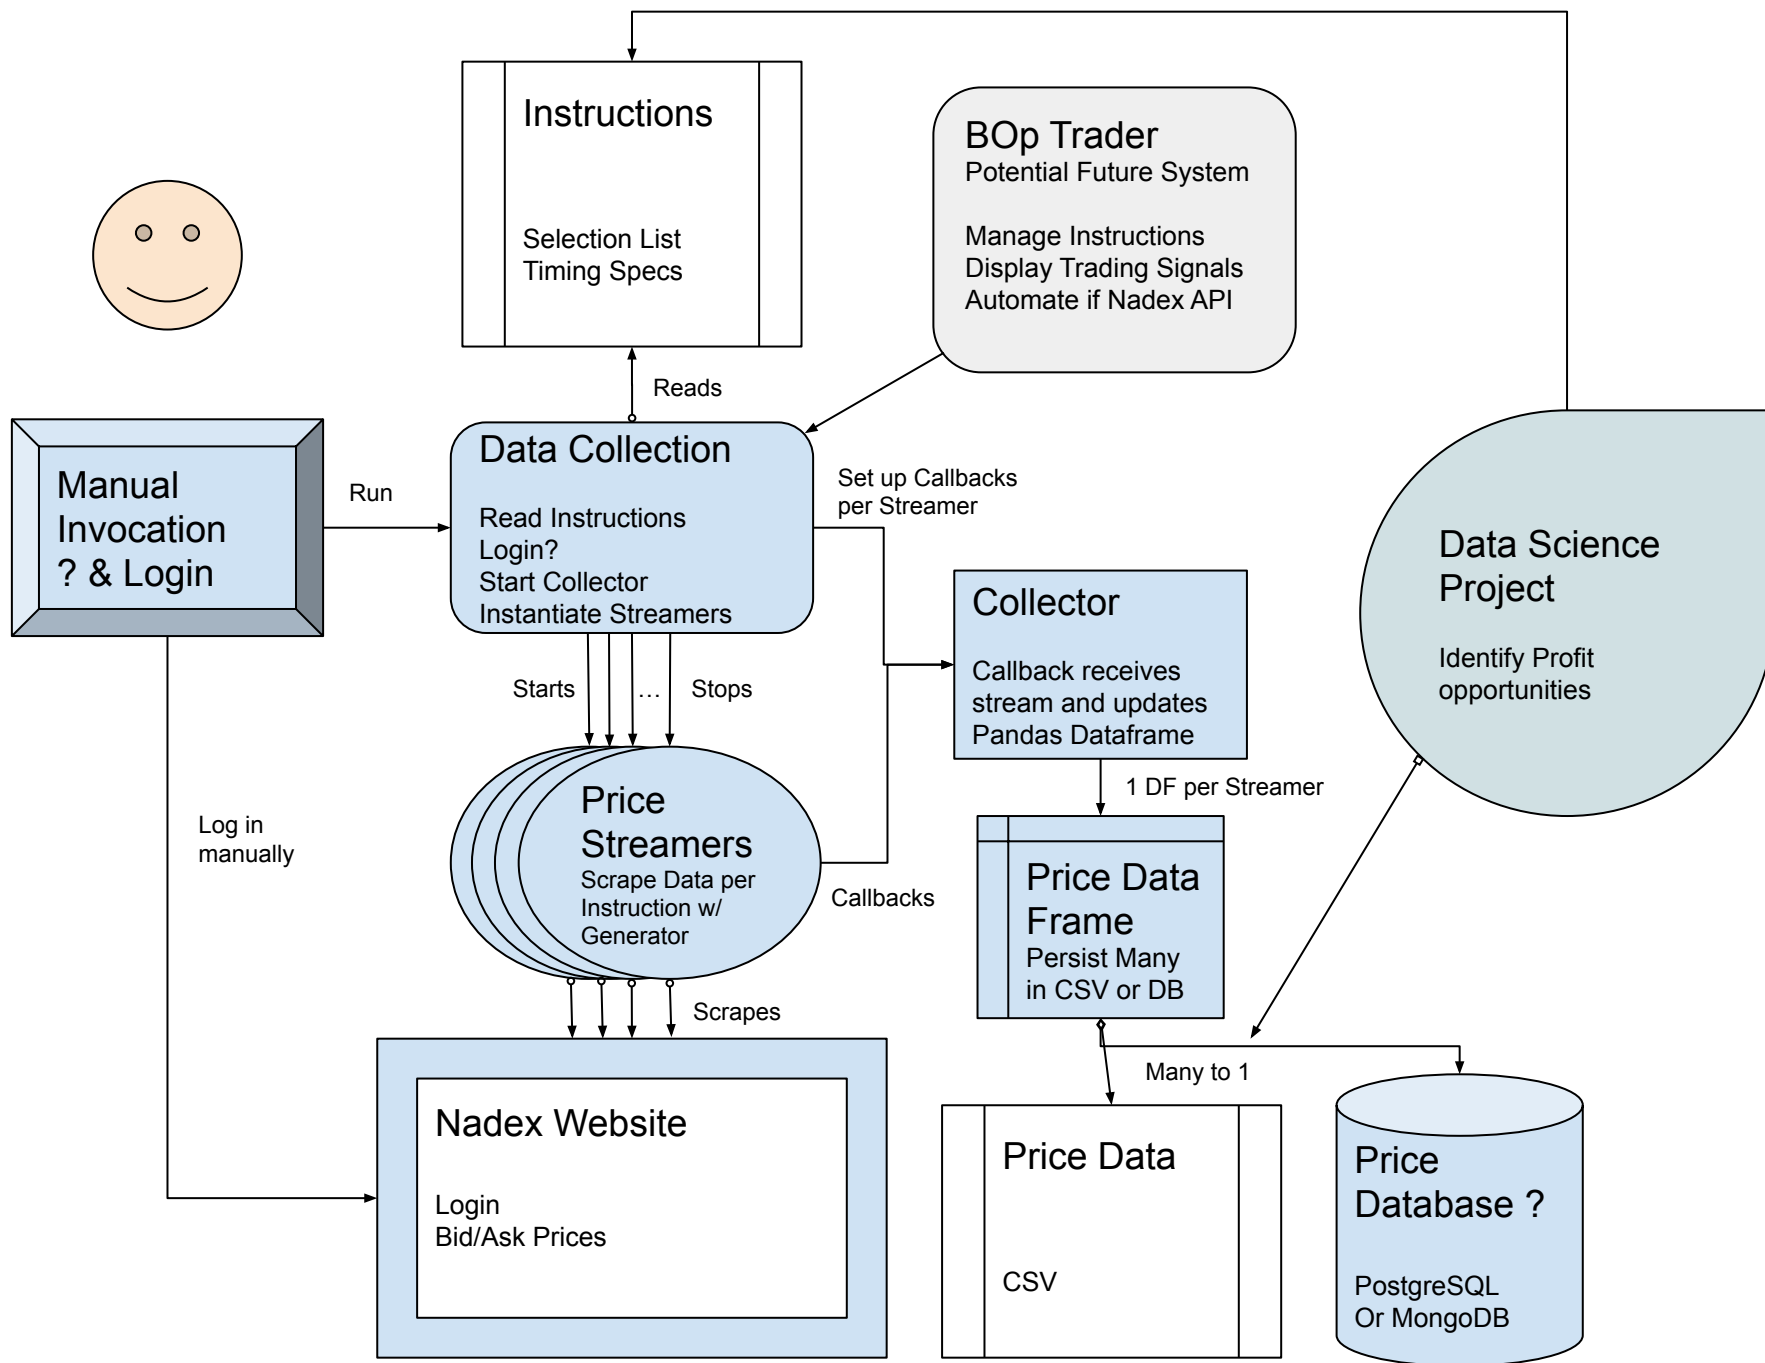 Instructions
Selection List
Timing Specs
BOp Trader
Potential Future System
Manage Instructions
Display Trading Signals
Automate if Nadex API
Reads
Manual
Invocation
? & Login
Run
Data Collection
Read Instructions
Login?
Start Collector
Instantiate Streamers
Set up Callbacks
per Streamer
Data Science
Project
Identify Profit
opportunities
Collector
Callback receives
stream and updates
Pandas Dataframe
Starts
...
Stops
1 DF per Streamer
Log in
manually
Price
Streamers
Scrape Data per
Instruction w/
Generator
Callbacks
Price Data
Frame
Persist Many
in CSV or DB
Scrapes
Many to 1
Nadex Website
Login
Bid/Ask Prices
Price Data
CSV
Price
Database ?
PostgreSQL
Or MongoDB